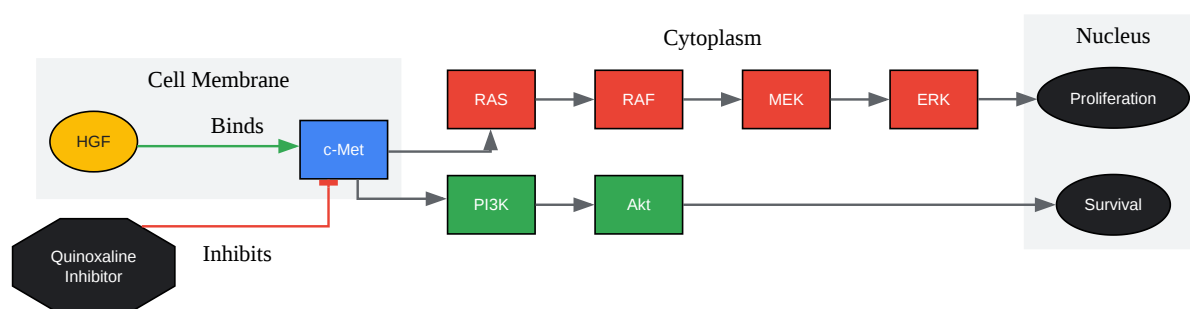 Cytoplasm
Nucleus
Cell Membrane
RAS
RAF
MEK
ERK
Proliferation
Binds
HGF
c-Met
PI3K
Akt
Survival
Inhibits
Quinoxaline
Inhibitor